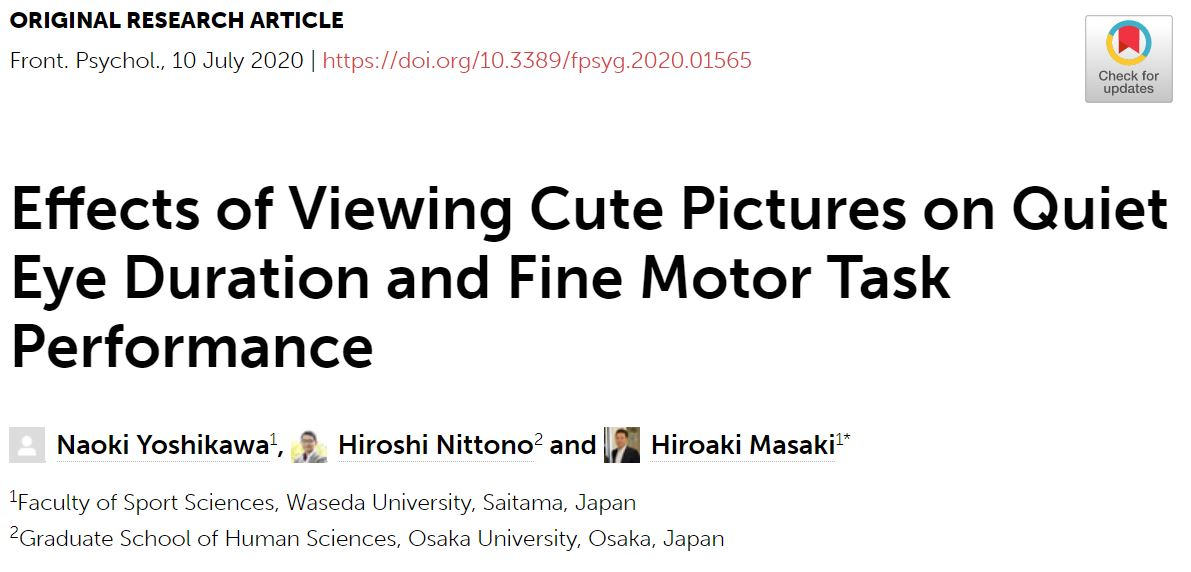 ORIGINAL RESEARCH ARTICLE
Front. Psychol., 10 July 2020 | https://doi.org/10.3389/fpsyg.2020.01565
Check for
updates
Effects of Viewing Cute Pictures on Quiet
Eye Duration and Fine Motor Task
Performance
Naoki Yoshikawa1, Hiroshi Nittono2 and Hiroaki Masaki1*
1Faculty of Sport Sciences, Waseda University, Saitama, Japan
2Graduate School of Human Sciences, Osaka University, Osaka, Japan